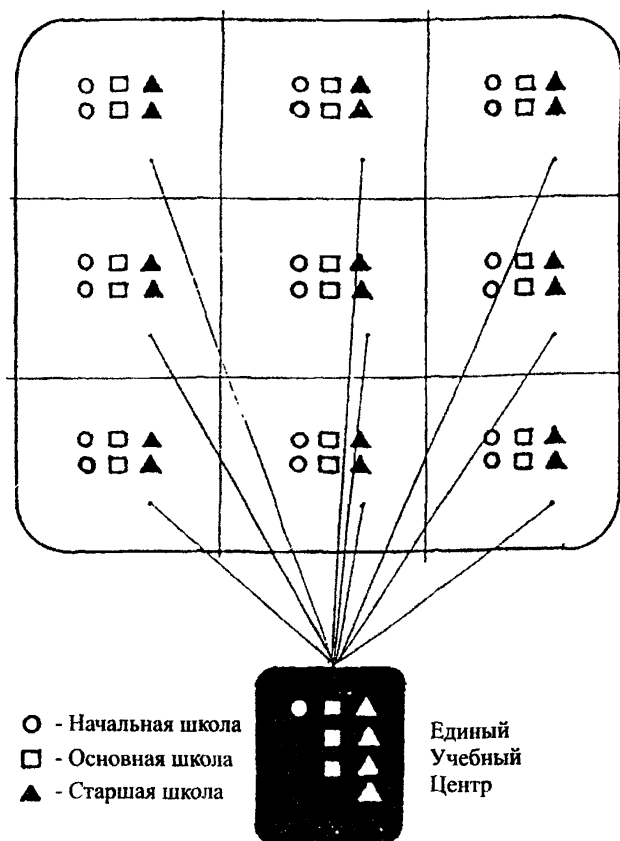 - Начальная школа
- Основная школа
- Старшая школа
Единый
Учебный
Центр